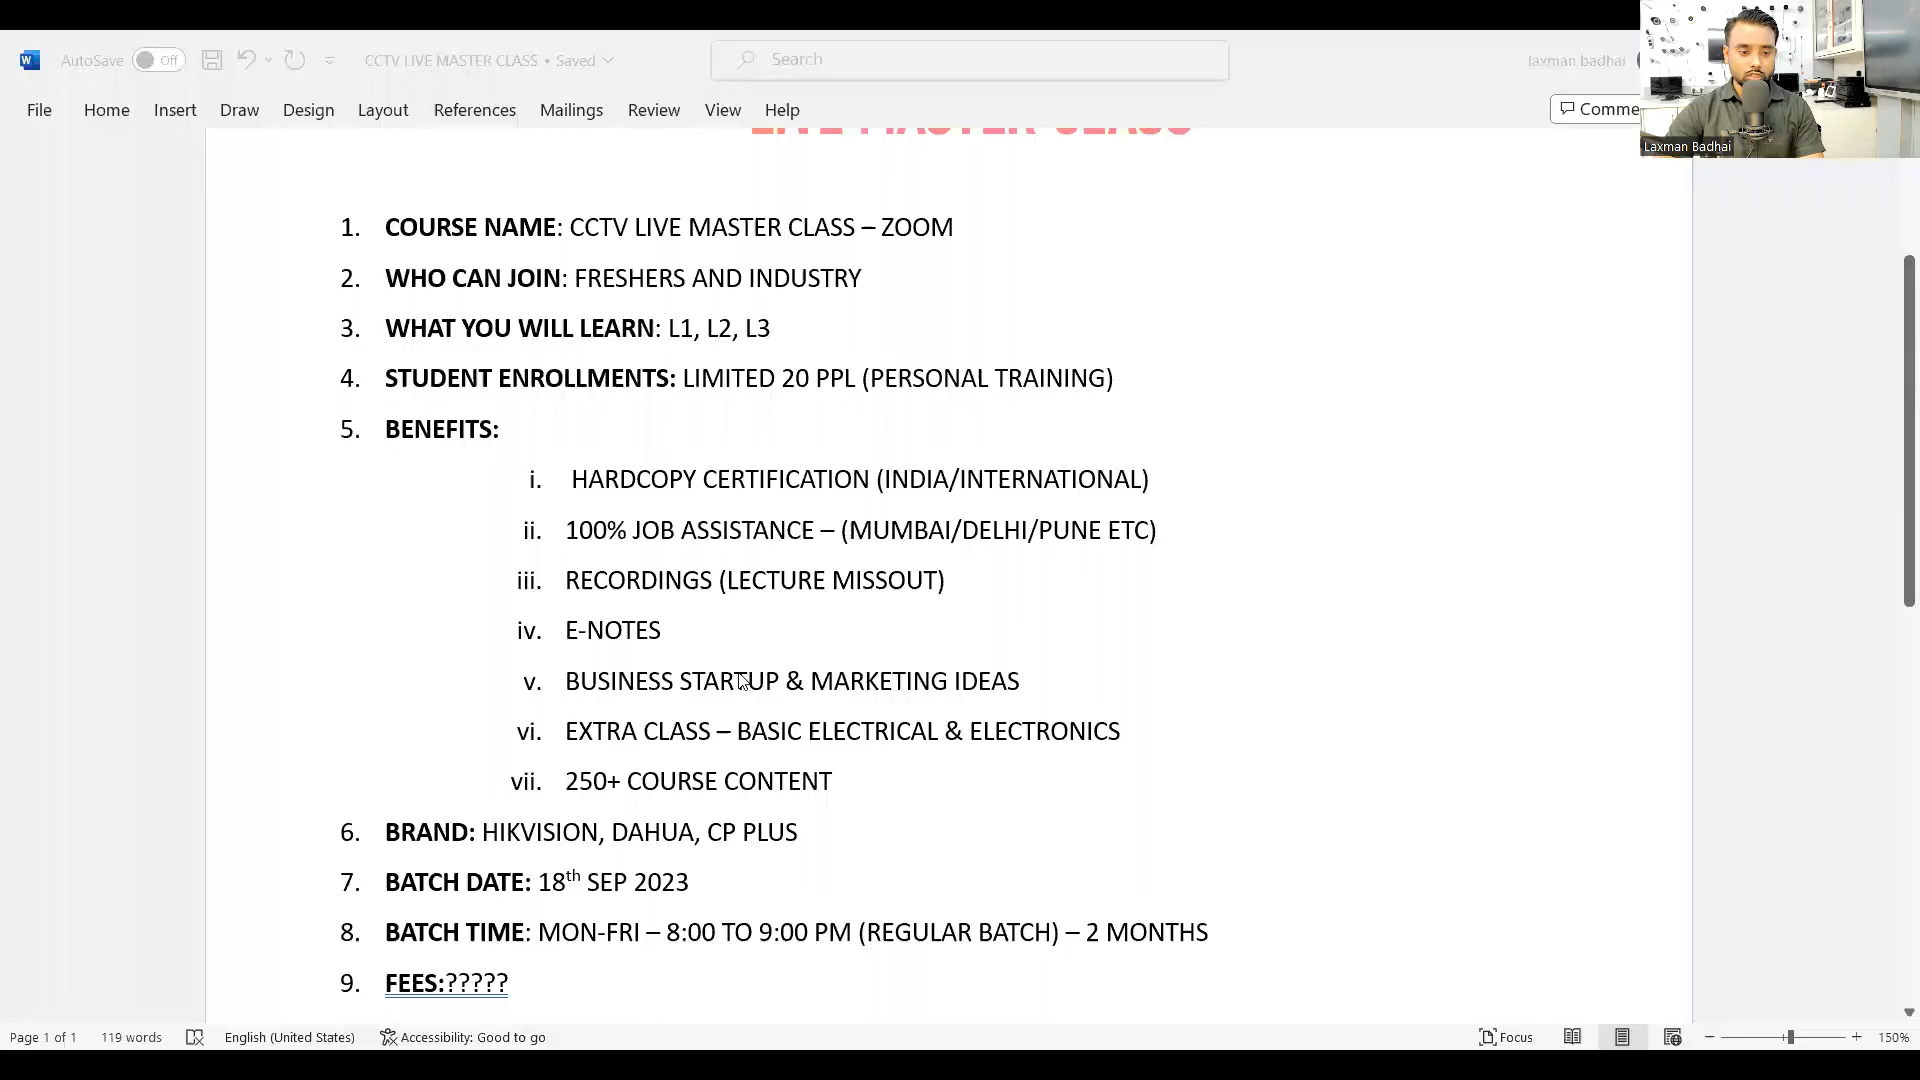 AutoSave Off CCTV LIVE MASTER CLASS • Saved Search laxman badhai
File Home Insert Draw Design Layout References Mailings Review View Help Comme
Laxman Badhai
LIVE MASTER CLASS
1. COURSE NAME: CCTV LIVE MASTER CLASS – ZOOM
2. WHO CAN JOIN: FRESHERS AND INDUSTRY
3. WHAT YOU WILL LEARN: L1, L2, L3
4. STUDENT ENROLLMENTS: LIMITED 20 PPL (PERSONAL TRAINING)
5. BENEFITS:
i. HARDCOPY CERTIFICATION (INDIA/INTERNATIONAL)
ii. 100% JOB ASSISTANCE – (MUMBAI/DELHI/PUNE ETC)
iii. RECORDINGS (LECTURE MISSOUT)
iv. E-NOTES
v. BUSINESS STARTUP & MARKETING IDEAS
vi. EXTRA CLASS – BASIC ELECTRICAL & ELECTRONICS
vii. 250+ COURSE CONTENT
6. BRAND: HIKVISION, DAHUA, CP PLUS
7. BATCH DATE: 18th SEP 2023
8. BATCH TIME: MON-FRI – 8:00 TO 9:00 PM (REGULAR BATCH) – 2 MONTHS
9. FEES:?????
Page 1 of 1 119 words English (United States) Accessibility: Good to go Focus 150%